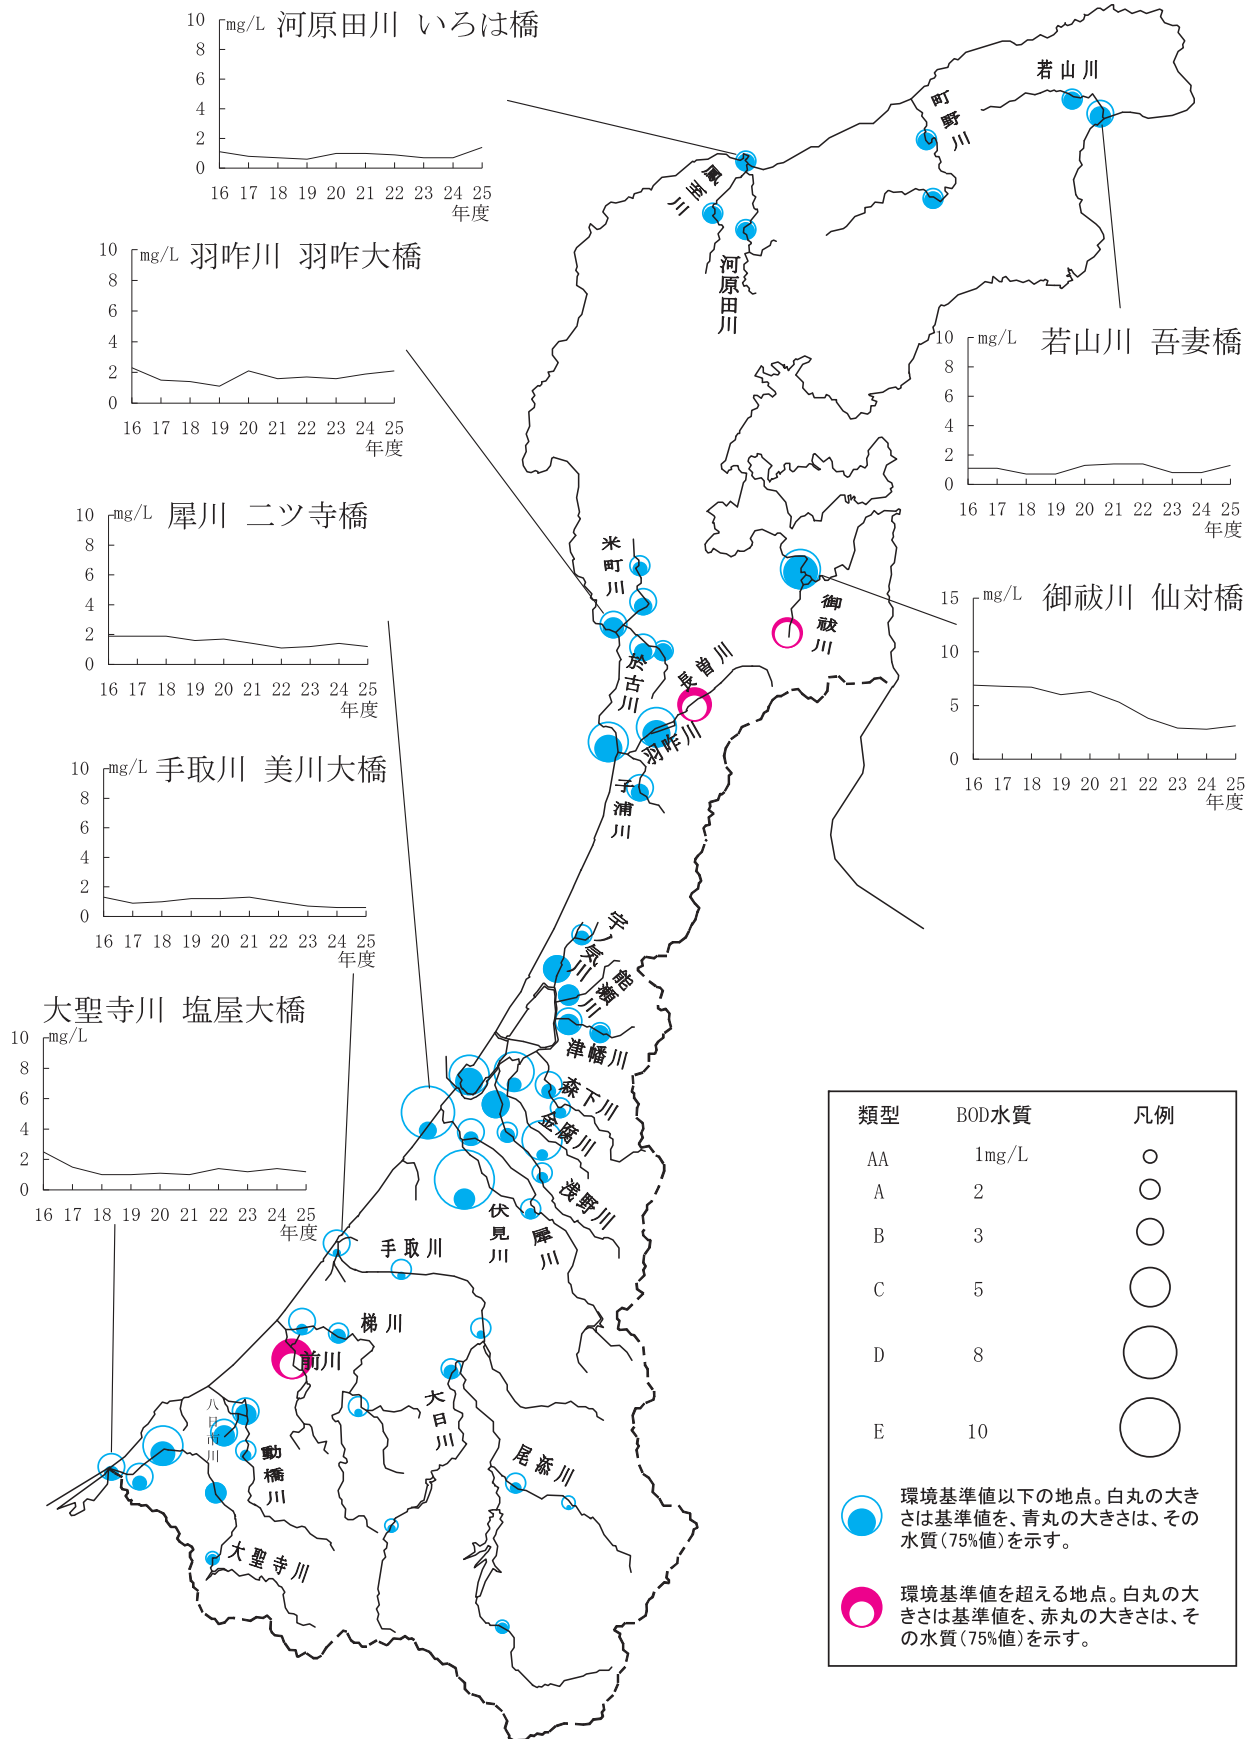 mg/L 河原田川 いろは橋
10
8
6
4
2
0
16 17 18 19 20 21 22 23 24 25
年度
mg/L 羽咋川 羽咋大橋
10
8
6
4
2
0
16 17 18 19 20 21 22 23 24 25
年度
mg/L 犀川 二ツ寺橋
10
8
6
4
2
0
16 17 18 19 20 21 22 23 24 25
年度
mg/L 手取川 美川大橋
10
8
6
4
2
0
16 17 18 19 20 21 22 23 24 25
年度
大聖寺川 塩屋大橋
mg/L
10
8
6
4
2
0
16 17 18 19 20 21 22 23 24 25
年度
mg/L 若山川 吾妻橋
10
8
6
4
2
0
16 17 18 19 20 21 22 23 24 25
年度
mg/L 御祓川 仙対橋
15
10
5
0
16 17 18 19 20 21 22 23 24 25
年度
若山川
町野川
鳳至川
河原田川
米町川
御祓川
於古川
長曽川
羽咋川
子浦川
宇ノ気川
能瀬川
津幡川
森下川
金腐川
浅野川
犀川
伏見川
手取川
梯川
前川
大日川
尾添川
八日市川
動橋川
大聖寺川
類型 BOD水質 凡例
AA 1mg/L
A 2
B 3
C 5
D 8
E 10
環境基準値以下の地点。白丸の大き
さは基準値を、青丸の大きさは、その
水質(75%値)を示す。
環境基準値を超える地点。白丸の大
きさは基準値を、赤丸の大きさは、そ
の水質(75%値)を示す。